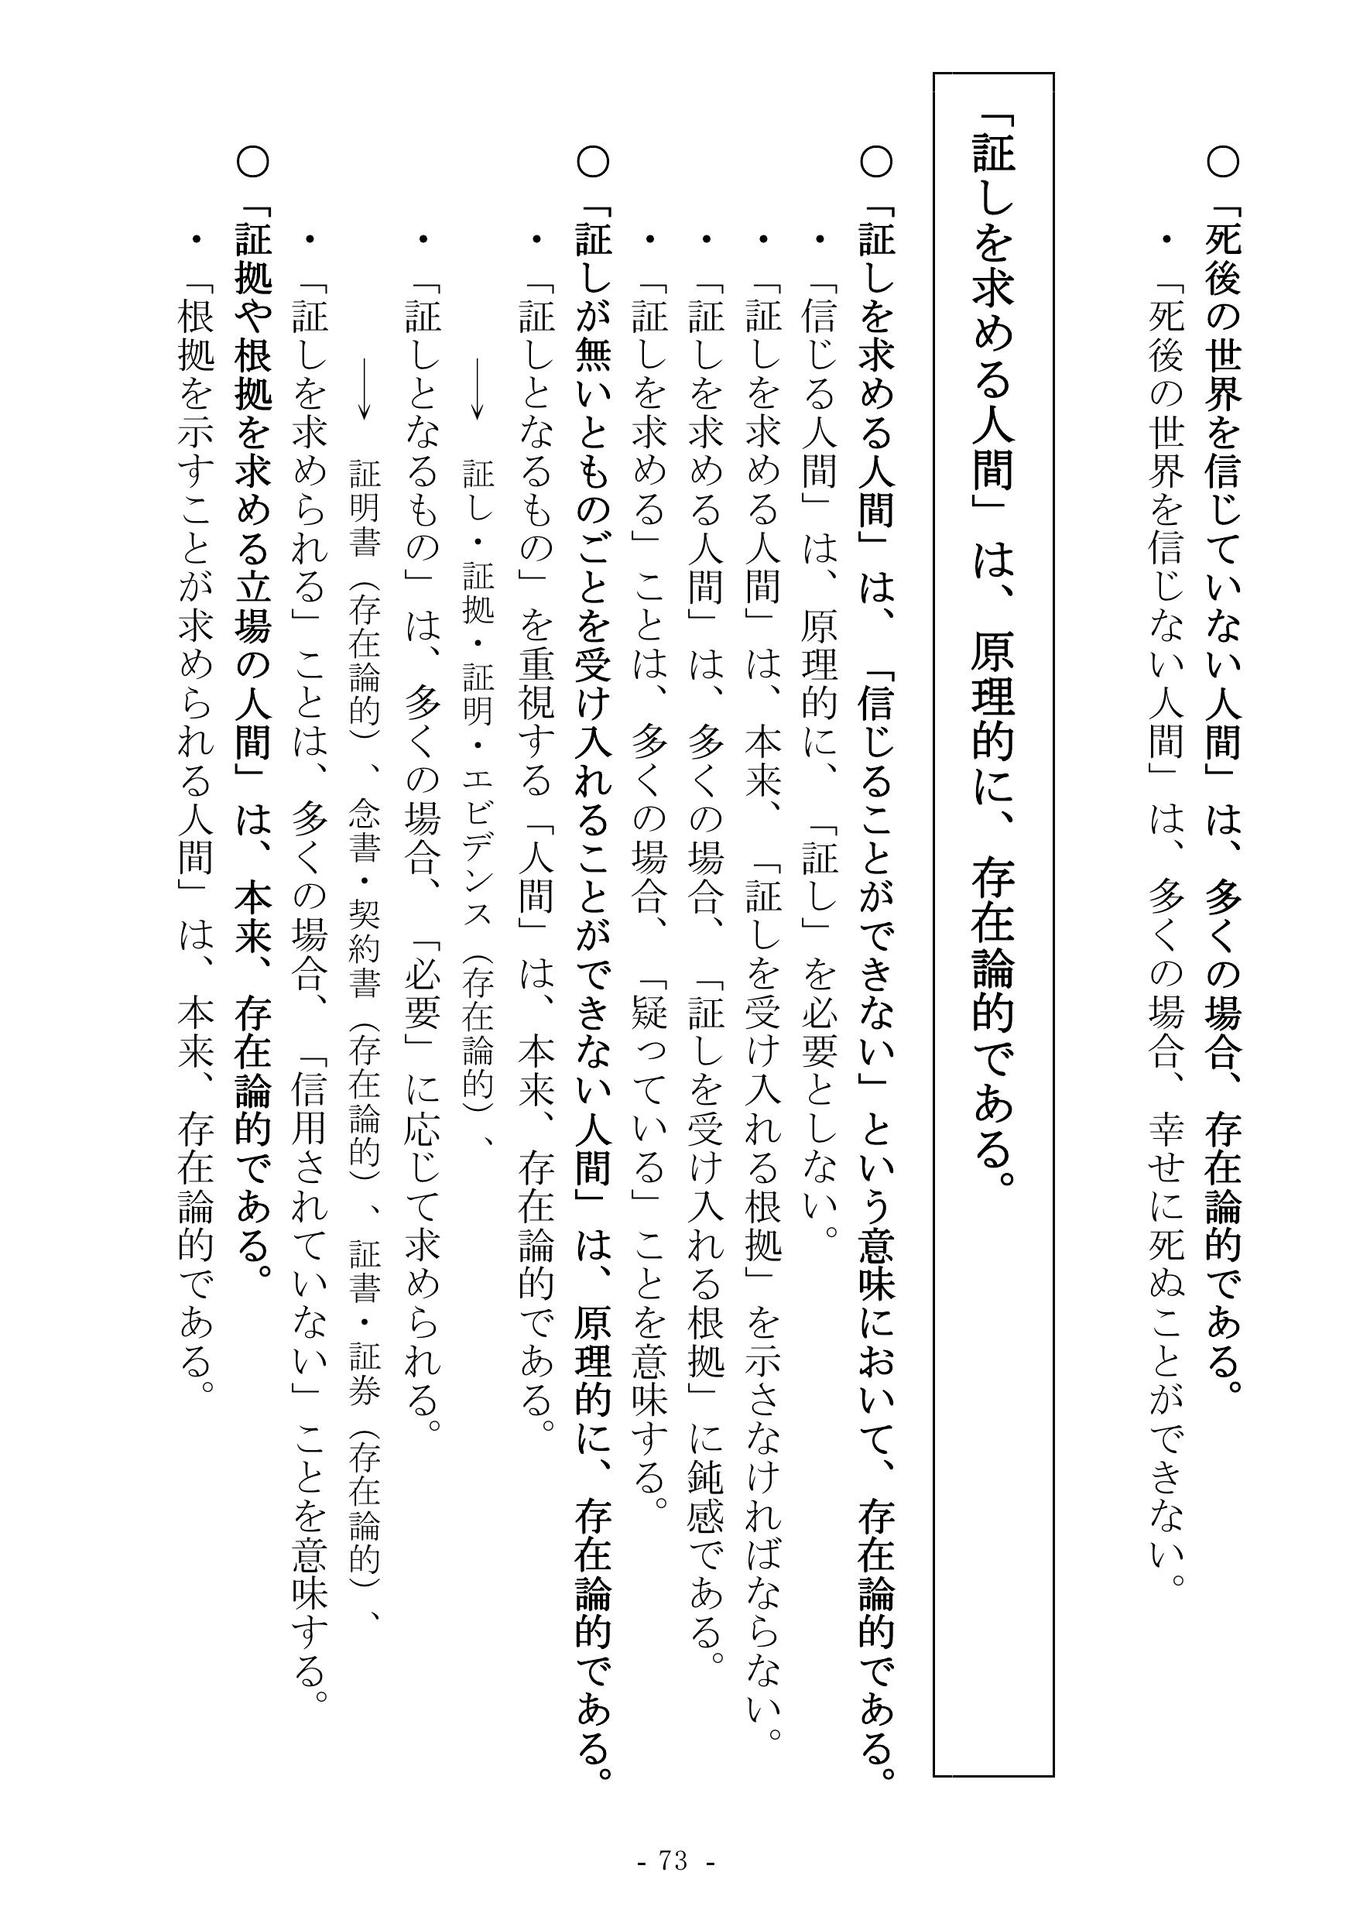 〇「死後の世界を信じていない人間」は、多くの場合、存在論的である。
・「死後の世界を信じない人間」は、多くの場合、幸せに死ぬことができない。
「証しを求める人間」は、原理的に、存在論的である。
〇「証しを求める人間」は、「信じることができない」という意味において、存在論的である。
・「信じる人間」は、原理的に、「証し」を必要としない。
・「証しを求める人間」は、本来、「証しを受け入れる根拠」を示さなければならない。
・「証しを求める人間」は、多くの場合、「証しを受け入れる根拠」に鈍感である。
・「証しを求める」ことは、多くの場合、「疑っている」ことを意味する。
〇「証しが無いとものごとを受け入れることができない人間」は、原理的に、存在論的である。
・「証しとなるもの」を重視する「人間」は、本来、存在論的である。
→ 証し・証拠・証明・エビデンス（存在論的）、
・「証しとなるもの」は、多くの場合、「必要」に応じて求められる。
→ 証明書（存在論的）、念書・契約書（存在論的）、証書・証券（存在論的）、
・「証しを求められる」ことは、多くの場合、「信用されていない」ことを意味する。
〇「証拠や根拠を求める立場の人間」は、本来、存在論的である。
・「根拠を示すことが求められる人間」は、本来、存在論的である。
- 73 -